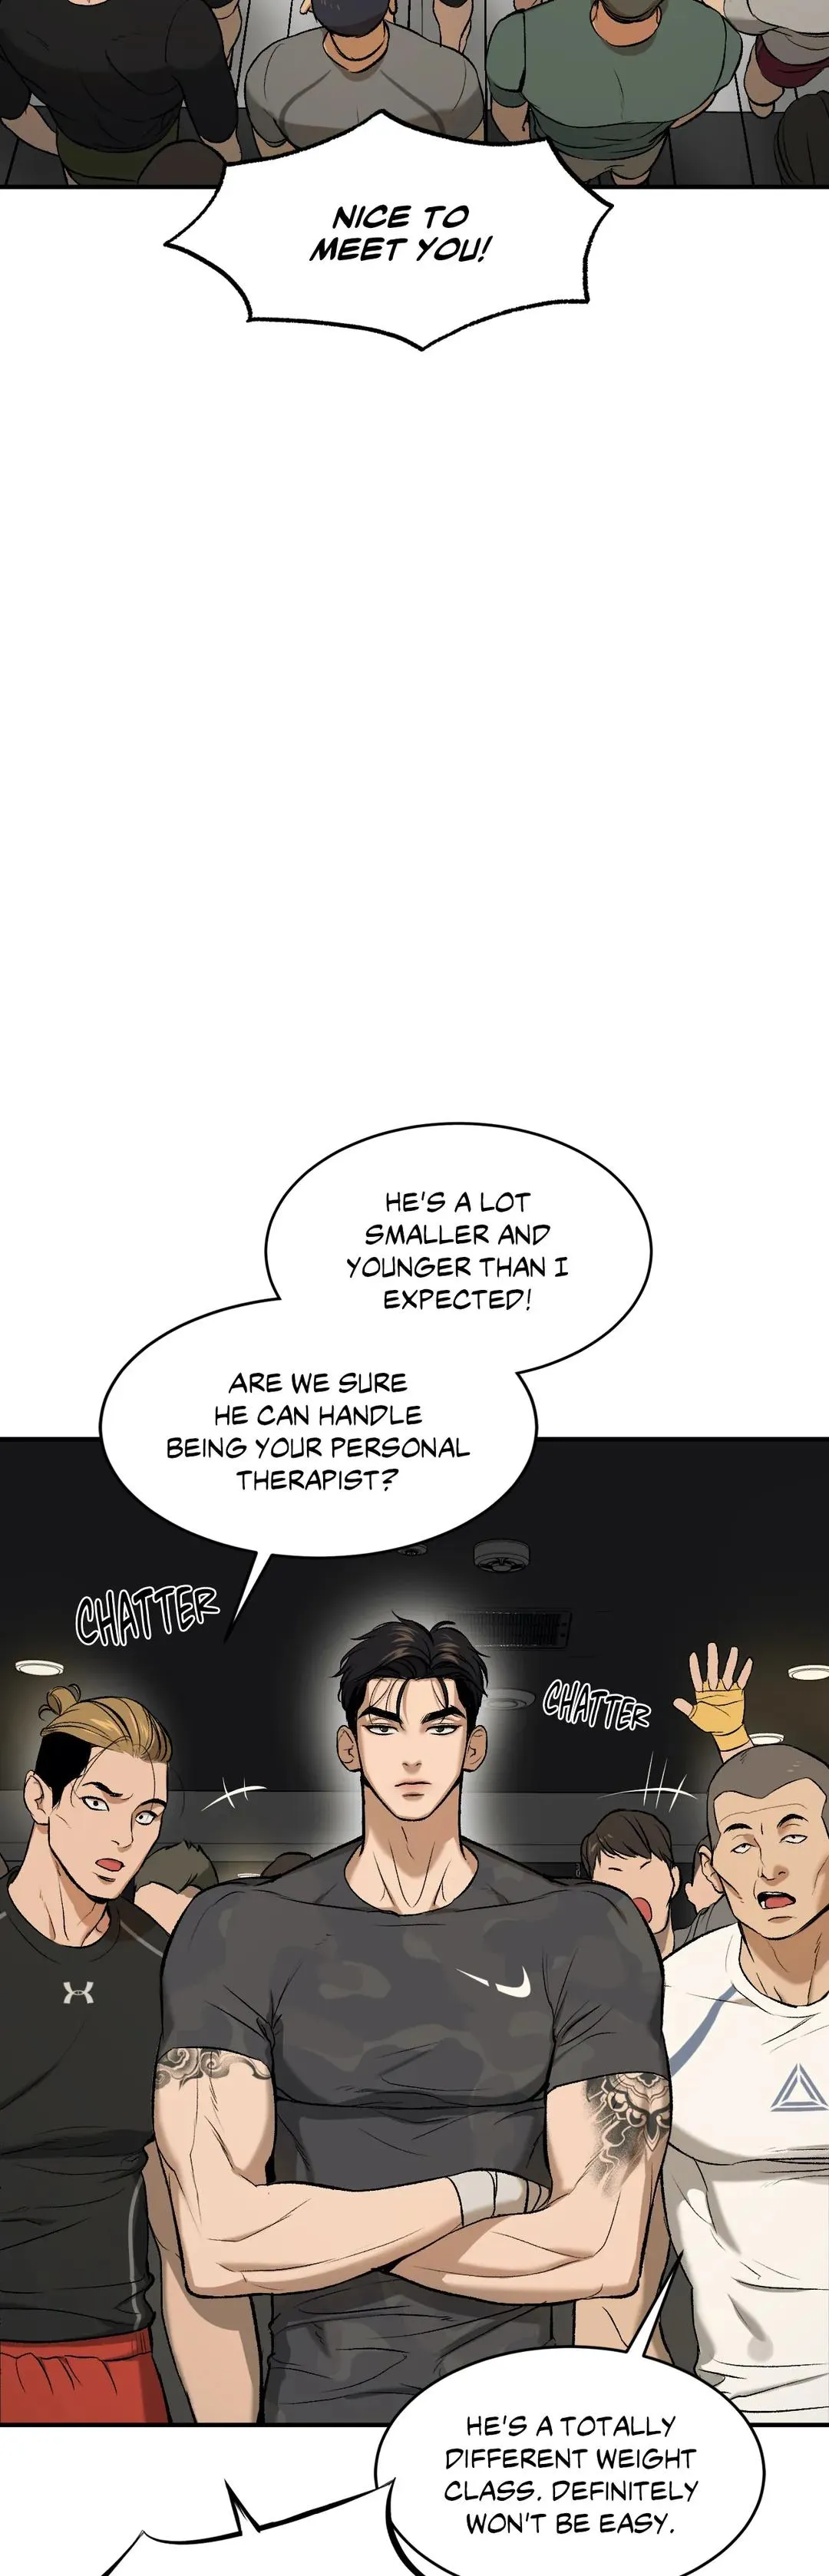 NICE TO
MEET YOU!
HE'S A LOT
SMALLER AND
YOUNGER THAN I
EXPECTED!
ARE WE SURE
HE CAN HANDLE
BEING YOUR PERSONAL
THERAPIST?
CHATTER
CHATTER
HE'S A TOTALLY
DIFFERENT WEIGHT
CLASS. DEFINITELY
WON'T BE EASY.